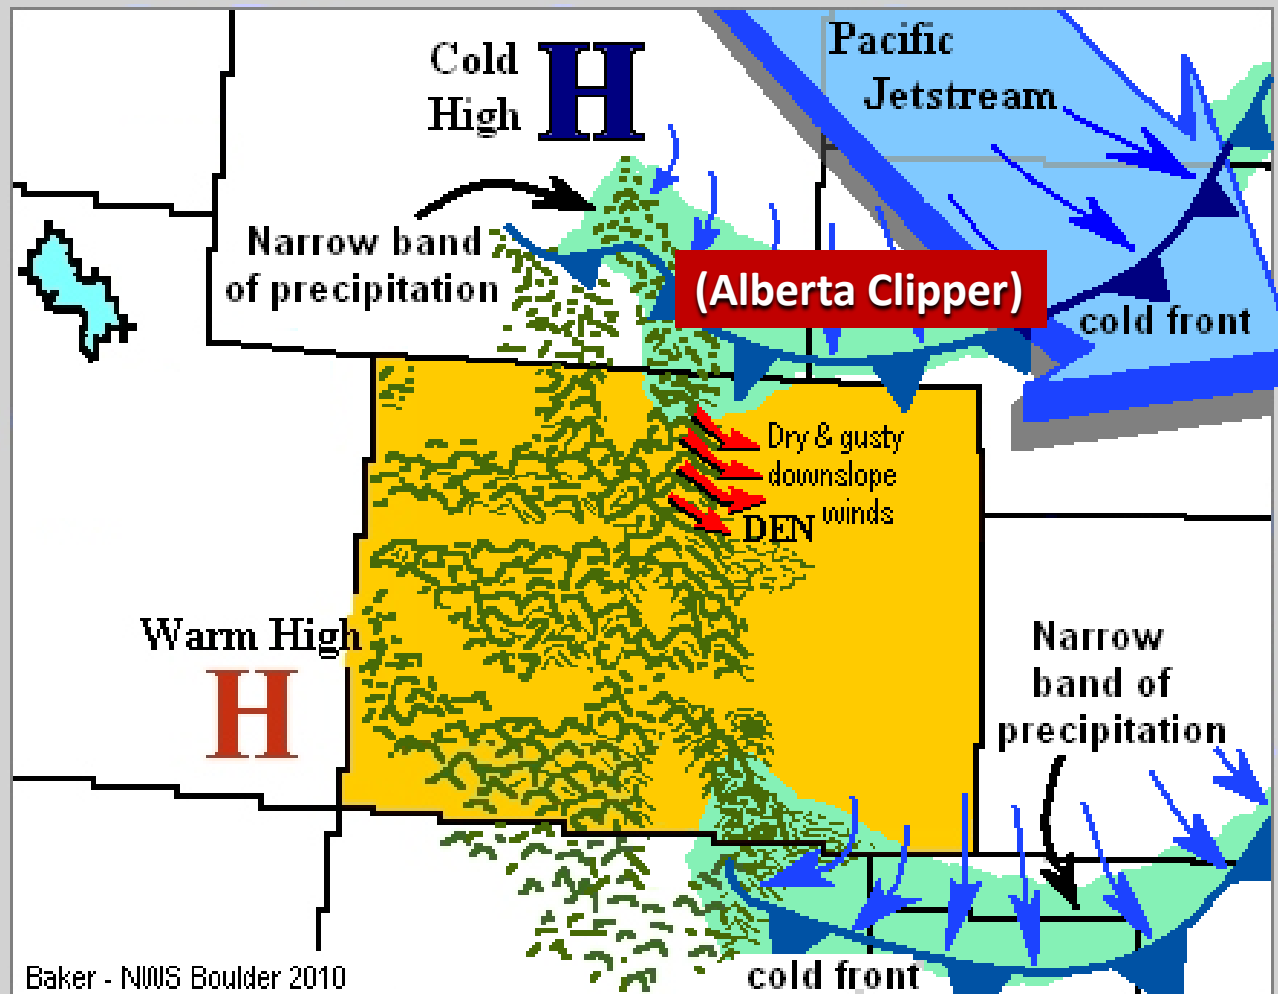 Pacific
Jetstream
Cold
High
H
Narrow band
of precipitation
(Alberta Clipper)
cold front
Dry & gusty
downslope
winds
DEN
Warm High
H
Narrow
band of
precipitation
cold front
Baker - NWS Boulder 2010